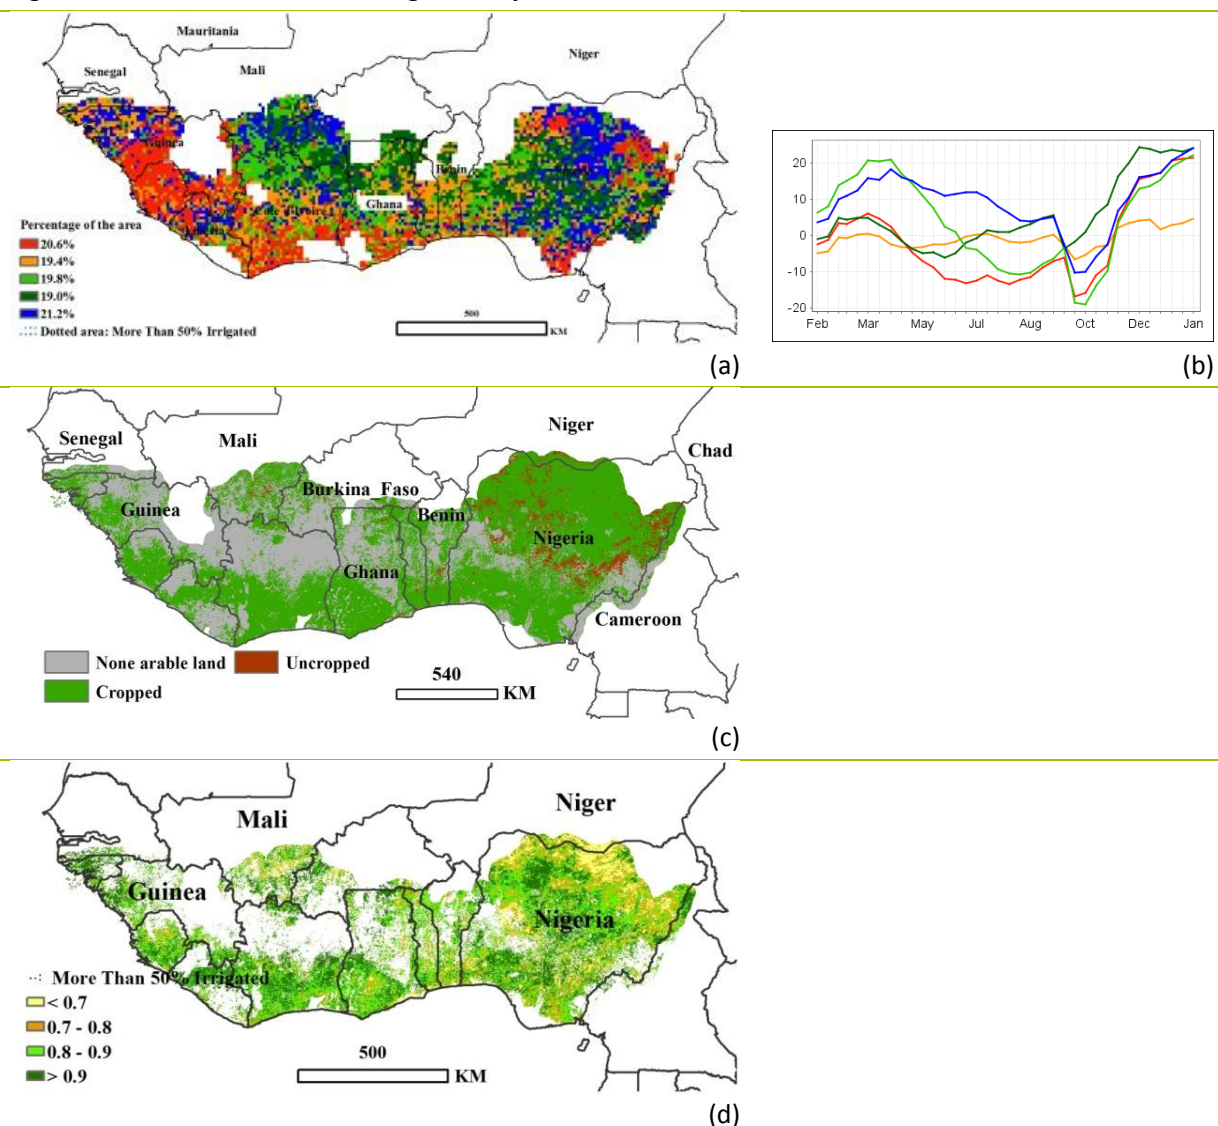 Mauritania
Niger
Senegal
Mali
Guinea
Benin
Ghana
Percentage of the area
20.6%
19.4%
19.8%
19.0%
21.2%
Dotted area: More Than 50% Irrigated
500
KM
(a)
20
10
0
-10
-20
Feb Mar May Jul Aug Oct Dec Jan
(b)
Niger
Senegal
Mali
Chad
Burkina_Faso
Guinea
Benin
Nigeria
Ghana
Cameroon
None arable land Uncropped
Cropped
540
KM
(c)
Niger
Mali
Guinea
Nigeria
More Than 50% Irrigated
< 0.7
0.7 - 0.8
0.8 - 0.9
> 0.9
500
KM
(d)